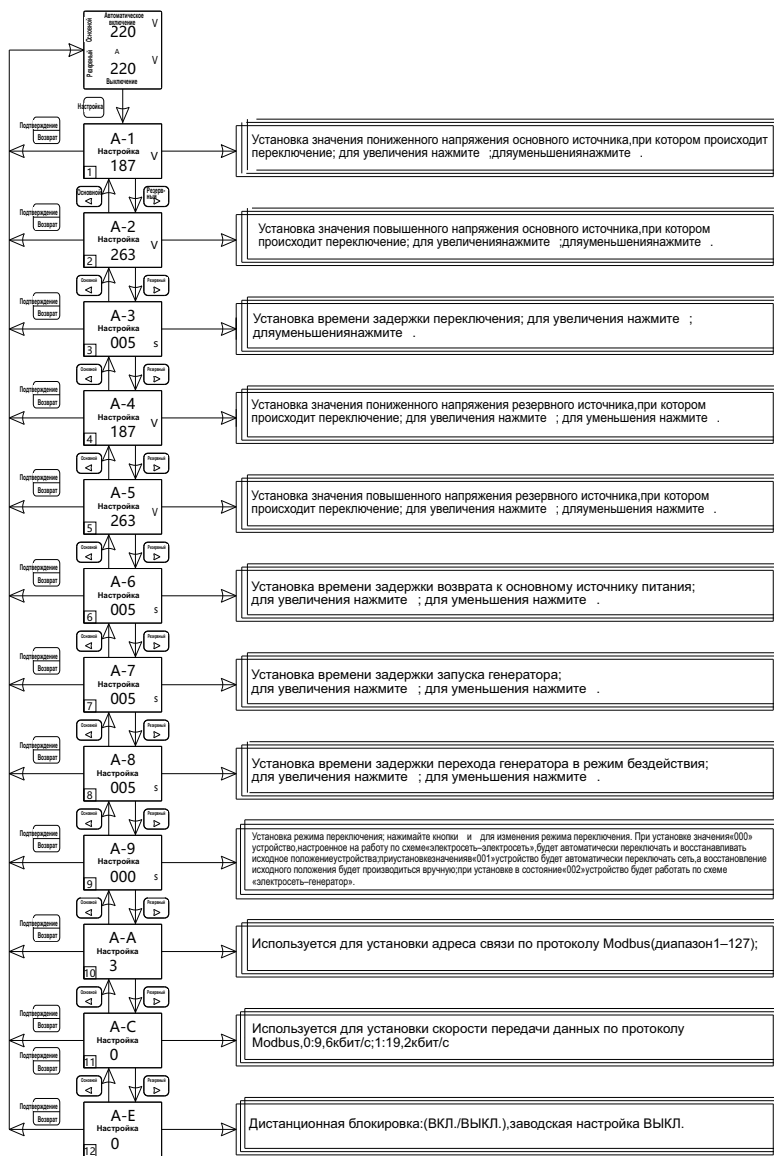 Автоматическое
включение
Основной
220
V
A
Резервный
220
V
Выключение
Настройка
Подтверждение
Возврат
A-1
Настройка
187
V
1
Установка значения пониженного напряжения основного источника,при котором происходит
переключение; для увеличения нажмите ;дляуменьшениянажмите .
Основной
Резерв-
ный
Подтверждение
Возврат
A-2
Настройка
263
V
2
Установка значения повышенного напряжения основного источника,при котором
происходит переключение; для увеличениянажмите ;дляуменьшениянажмите .
Основной
Резервный
Подтверждение
Возврат
A-3
Настройка
005
s
3
Установка времени задержки переключения; для увеличения нажмите ;
дляуменьшениянажмите .
Основной
Резервный
Подтверждение
Возврат
A-4
Настройка
187
V
4
Установка значения пониженного напряжения резервного источника,при котором
происходит переключение; для увеличения нажмите ; для уменьшения нажмите .
Основной
Резервный
Подтверждение
Возврат
A-5
Настройка
263
V
5
Установка значения повышенного напряжения резервного источника,при котором
происходит переключение; для увеличения нажмите ; дляуменьшения нажмите .
Основной
Резервный
Подтверждение
Возврат
A-6
Настройка
005
s
6
Установка времени задержки возврата к основному источнику питания;
для увеличения нажмите ; для уменьшения нажмите .
Основной
Резервный
Подтверждение
Возврат
A-7
Настройка
005
s
7
Установка времени задержки запуска генератора;
для увеличения нажмите ; для уменьшения нажмите .
Основной
Резервный
Подтверждение
Возврат
A-8
Настройка
005
s
8
Установка времени задержки перехода генератора в режим бездействия;
для увеличения нажмите ; для уменьшения нажмите .
Основной
Резервный
Подтверждение
Возврат
A-9
Настройка
000
s
9
Установка режима переключения; нажимайте кнопки и для изменения режима переключения. При установке значения«000»
устройство,настроенное на работу по схеме«электросеть–электросеть»,будет автоматически переключать и восстанавливать
исходное положениеустройства;приустановкезначенияв«001»устройство будет автоматически переключать сеть,а восстановление
исходного положения будет производиться вручную;при установке в состояние«002»устройство будет работать по схеме
«электросеть–генератор».
Основной
Резервный
Подтверждение
Возврат
A-A
Настройка
3
10
Используется для установки адреса связи по протоколу Modbus(диапазон1–127);
Основной
Резервный
Подтверждение
Возврат
A-C
Настройка
0
11
Используется для установки скорости передачи данных по протоколу
Modbus,0:9,6кбит/с;1:19,2кбит/с
Подтверждение
Возврат
Основной
Резервный
Подтверждение
Возврат
A-E
Настройка
0
12
Дистанционная блокировка:(ВКЛ./ВЫКЛ.),заводская настройка ВЫКЛ.